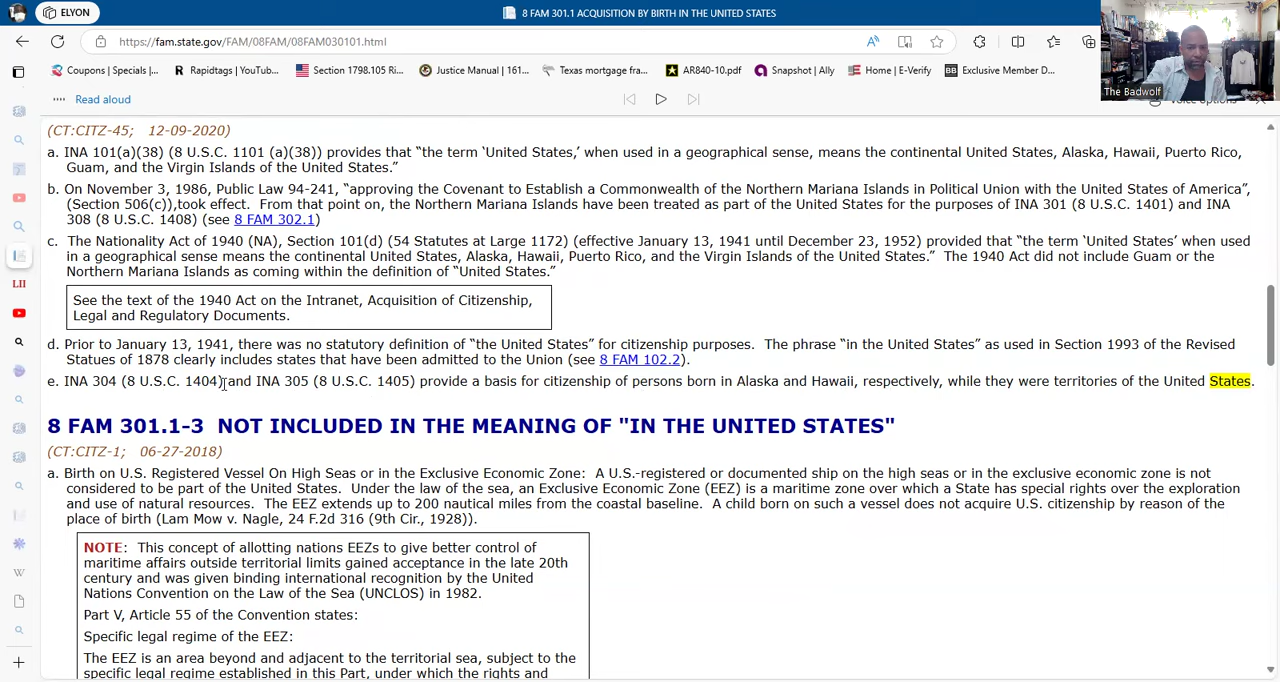 ELYON
8 FAM 301.1 ACQUISITION BY BIRTH IN THE UNITED STATES
https://fam.state.gov/FAM/08FAM/08FAM030101.html
Coupons | Specials |...
Rapidtags | YouTub...
Section 1798.105 Ri...
Justice Manual | 161...
Texas mortgage fra...
AR840-10.pdf
Snapshot | Ally
Home | E-Verify
Exclusive Member D...
The Badwolf
Read aloud
(CT:CITZ-45; 12-09-2020)
a. INA 101(a)(38) (8 U.S.C. 1101 (a)(38)) provides that “the term ‘United States,’ when used in a geographical sense, means the continental United States, Alaska, Hawaii, Puerto Rico,
Guam, and the Virgin Islands of the United States.”
b. On November 3, 1986, Public Law 94-241, “approving the Covenant to Establish a Commonwealth of the Northern Mariana Islands in Political Union with the United States of America”,
(Section 506(c)),took effect. From that point on, the Northern Mariana Islands have been treated as part of the United States for the purposes of INA 301 (8 U.S.C. 1401) and INA
308 (8 U.S.C. 1408) (see 8 FAM 302.1)
c. The Nationality Act of 1940 (NA), Section 101(d) (54 Statutes at Large 1172) (effective January 13, 1941 until December 23, 1952) provided that “the term ‘United States’ when used
in a geographical sense means the continental United States, Alaska, Hawaii, Puerto Rico, and the Virgin Islands of the United States.” The 1940 Act did not include Guam or the
Northern Mariana Islands as coming within the definition of “United States.”
See the text of the 1940 Act on the Intranet, Acquisition of Citizenship,
Legal and Regulatory Documents.
d. Prior to January 13, 1941, there was no statutory definition of “the United States” for citizenship purposes. The phrase “in the United States” as used in Section 1993 of the Revised
Statues of 1878 clearly includes states that have been admitted to the Union (see 8 FAM 102.2).
e. INA 304 (8 U.S.C. 1404) and INA 305 (8 U.S.C. 1405) provide a basis for citizenship of persons born in Alaska and Hawaii, respectively, while they were territories of the United States.
8 FAM 301.1-3 NOT INCLUDED IN THE MEANING OF "IN THE UNITED STATES"
(CT:CITZ-1; 06-27-2018)
a. Birth on U.S. Registered Vessel On High Seas or in the Exclusive Economic Zone: A U.S.-registered or documented ship on the high seas or in the exclusive economic zone is not
considered to be part of the United States. Under the law of the sea, an Exclusive Economic Zone (EEZ) is a maritime zone over which a State has special rights over the exploration
and use of natural resources. The EEZ extends up to 200 nautical miles from the coastal baseline. A child born on such a vessel does not acquire U.S. citizenship by reason of the
place of birth (Lam Mow v. Nagle, 24 F.2d 316 (9th Cir., 1928)).
NOTE: This concept of allotting nations EEZs to give better control of
maritime affairs outside territorial limits gained acceptance in the late 20th
century and was given binding international recognition by the United
Nations Convention on the Law of the Sea (UNCLOS) in 1982.
Part V, Article 55 of the Convention states:
Specific legal regime of the EEZ:
The EEZ is an area beyond and adjacent to the territorial sea, subject to the
specific legal regime established in this Part, under which the rights and